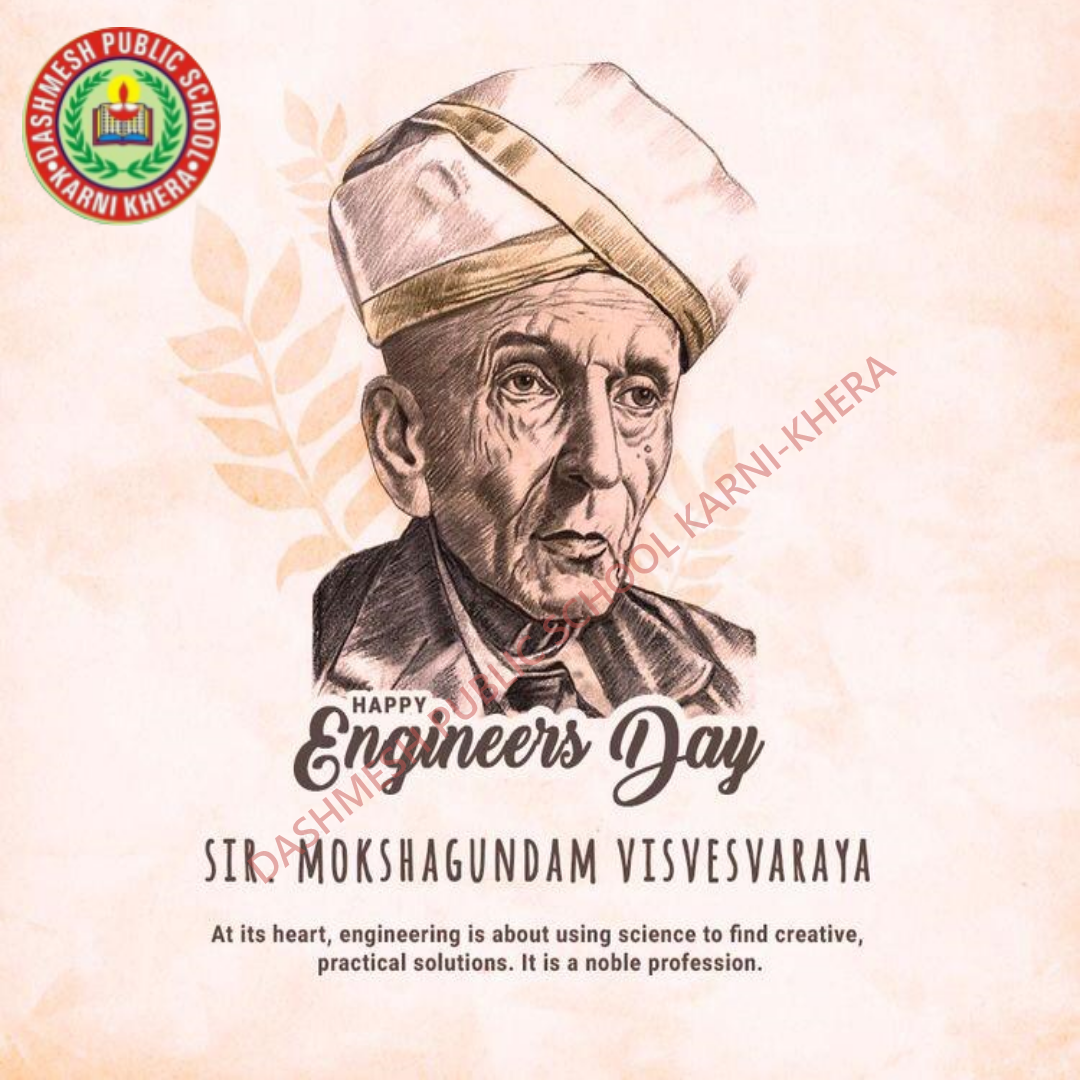 DASHMESH PUBLIC SCHOOL
KARNI KHERA
HAPPY
Engineers Day
SIR. MOKSHAGUNDAM VISVESVARAYA
At its heart, engineering is about using science to find creative,
practical solutions. It is a noble profession.
DASHMESH PUBLIC SCHOOL KARNI-KHERA